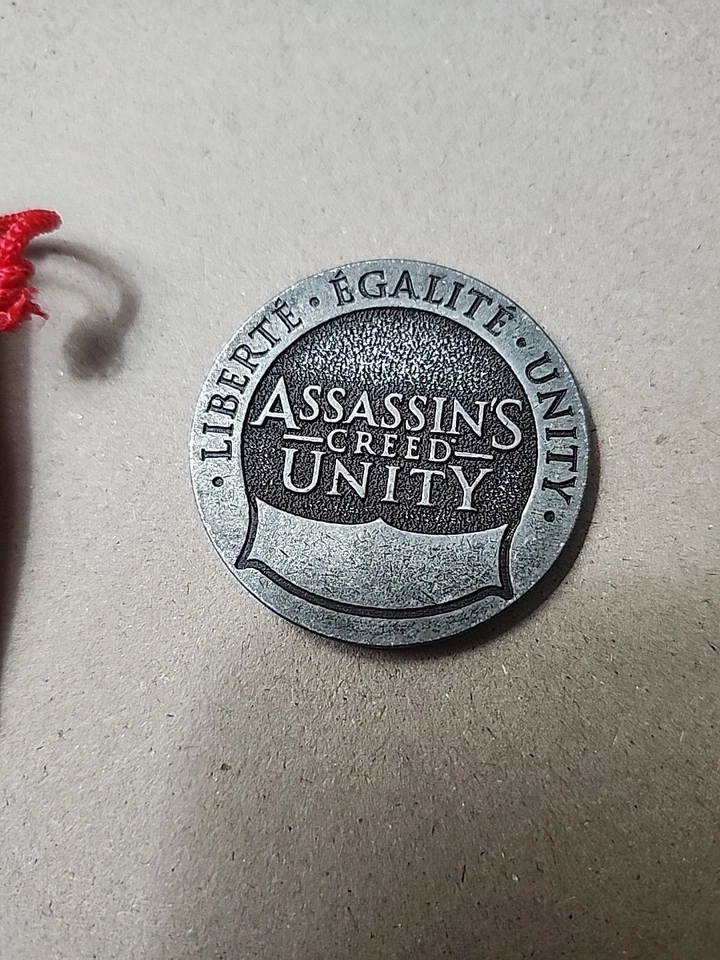 · LIBERTÉ · ÉGALITÉ · UNITY ·
ASSASSIN'S
CREED
UNITY